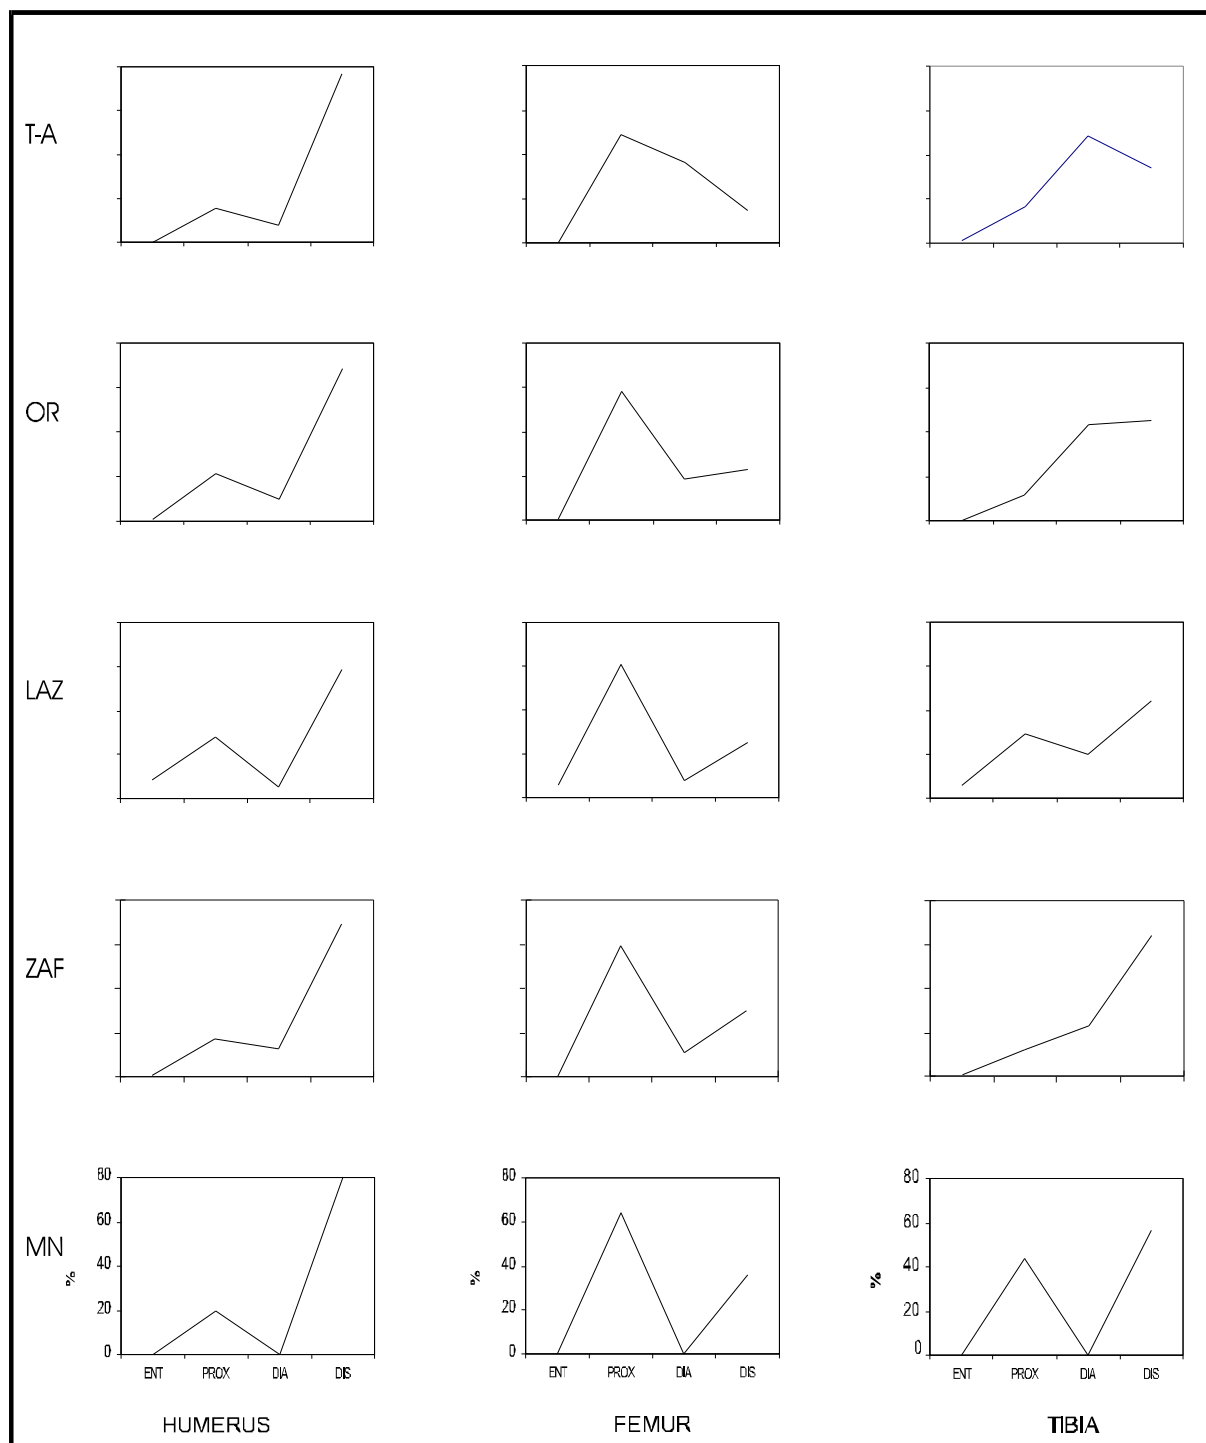 T-A
OR
LAZ
ZAF
MN
80 80 80
60 60 60
40 40 40
% % %
20 20 20
0 0 0
ENT PROX DIA DIS ENT PROX DIA DIS ENT PROX DIA DIS
HUMERUS FEMUR TIBIA